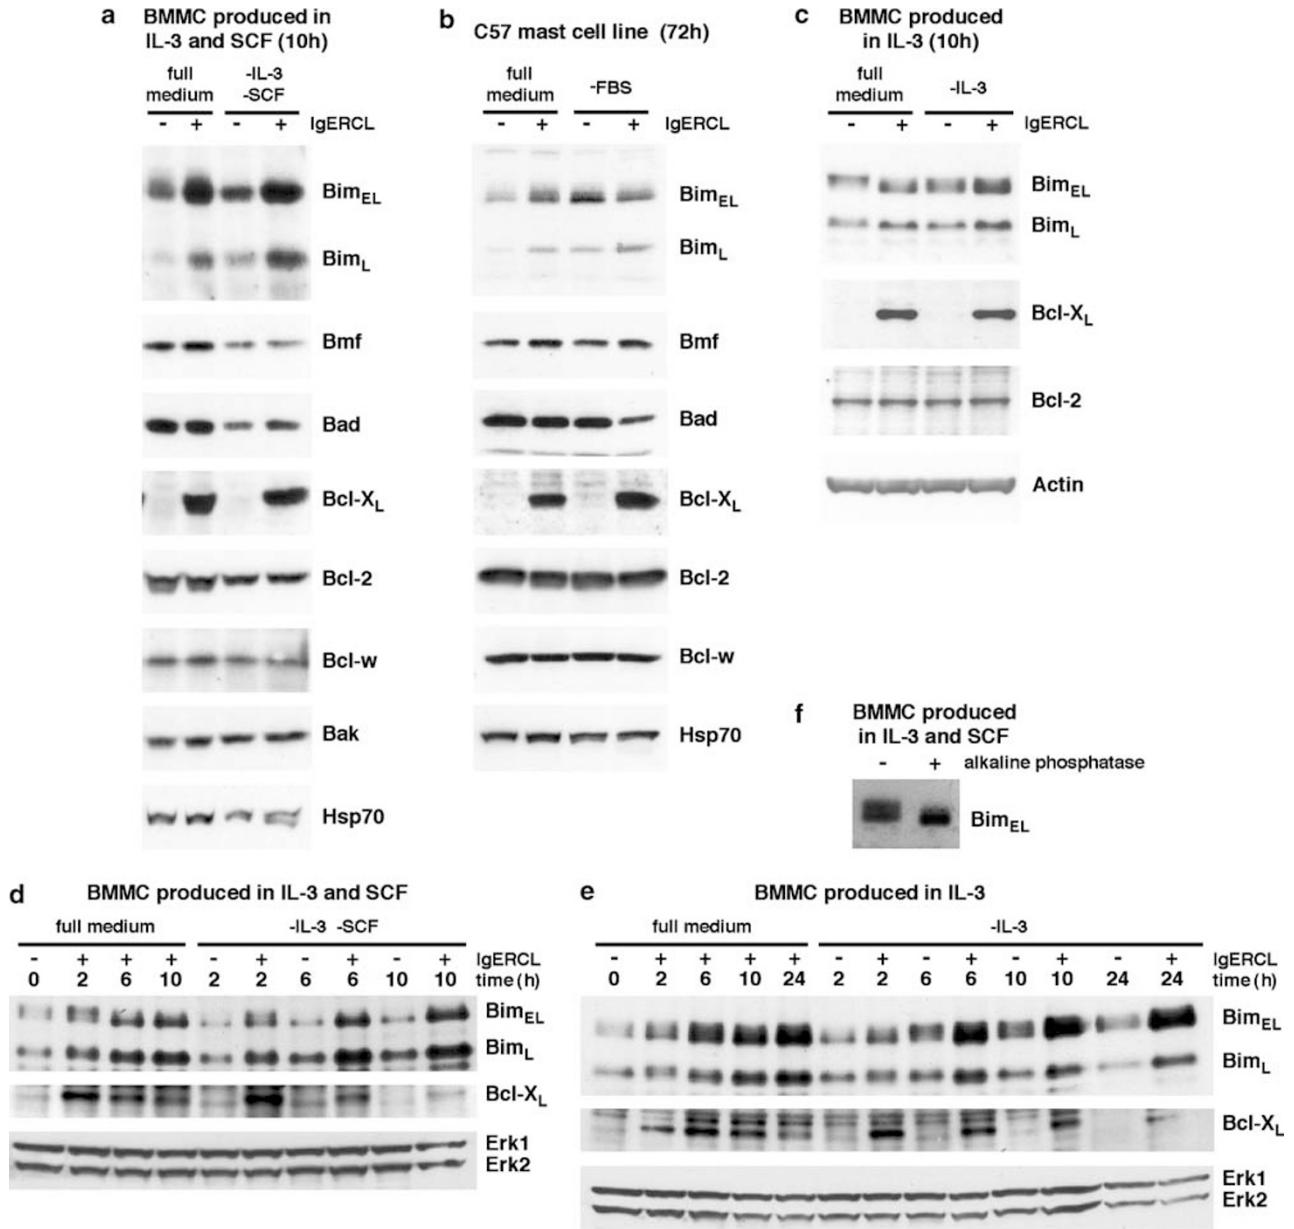 a BMMC produced in
IL-3 and SCF (10h)
full
medium
-IL-3
-SCF
- + - + IgERCL
BimEL
BimL
Bmf
Bad
Bcl-XL
Bcl-2
Bcl-w
Bak
Hsp70
b C57 mast cell line (72h)
full
medium
-FBS
- + - + IgERCL
BimEL
BimL
Bmf
Bad
Bcl-XL
Bcl-2
Bcl-w
Hsp70
c BMMC produced
in IL-3 (10h)
full
medium
-IL-3
- + - + IgERCL
BimEL
BimL
Bcl-XL
Bcl-2
Actin
f BMMC produced
in IL-3 and SCF
- + alkaline phosphatase
BimEL
d BMMC produced in IL-3 and SCF
full medium -IL-3 -SCF
- + + + - + - + - + IgERCL
0 2 6 10 2 2 6 6 10 10 time (h)
BimEL
BimL
Bcl-XL
Erk1
Erk2
e BMMC produced in IL-3
full medium -IL-3
- + + + + - + - + - + - + IgERCL
0 2 6 10 24 2 2 6 6 10 10 24 24 time (h)
BimEL
BimL
Bcl-XL
Erk1
Erk2